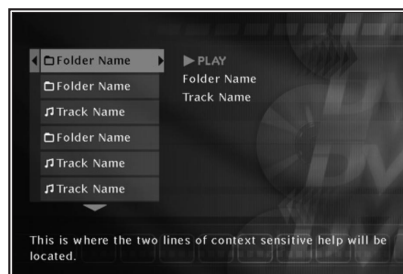 Folder Name
Folder Name
Track Name
Folder Name
Track Name
Track Name
PLAY
Folder Name
Track Name
This is where the two lines of context sensitive help will be
located.